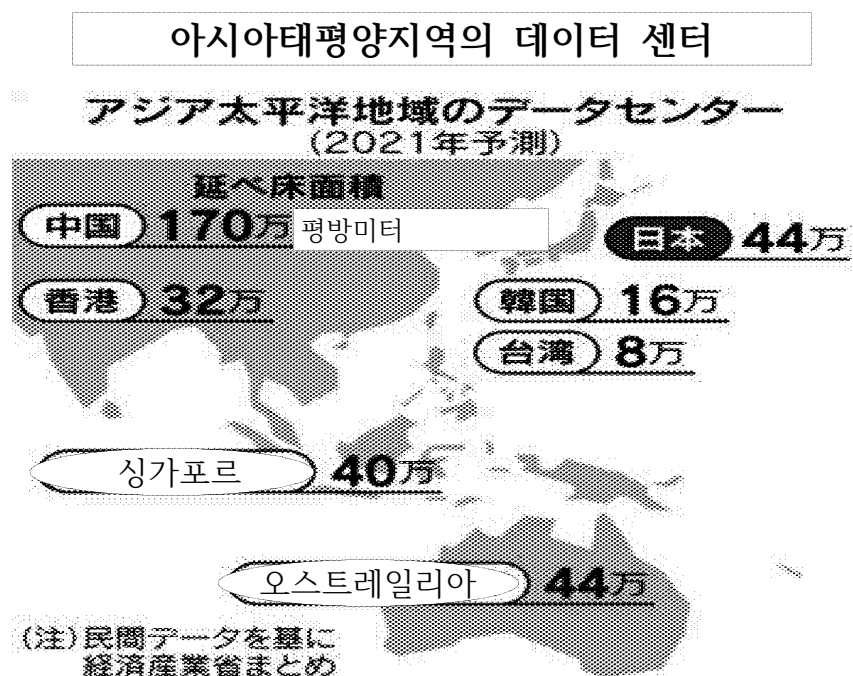 아시아태평양지역의 데이터 센터
アジア太平洋地域のデータセンター
(2021年予測)
延べ床面積
中国 170万 평방미터
日本 44万
香港 32万
韓国 16万
台湾 8万
싱가포르 40万
오스트레일리아 44万
(注)民間データを基に
経済産業省まとめ